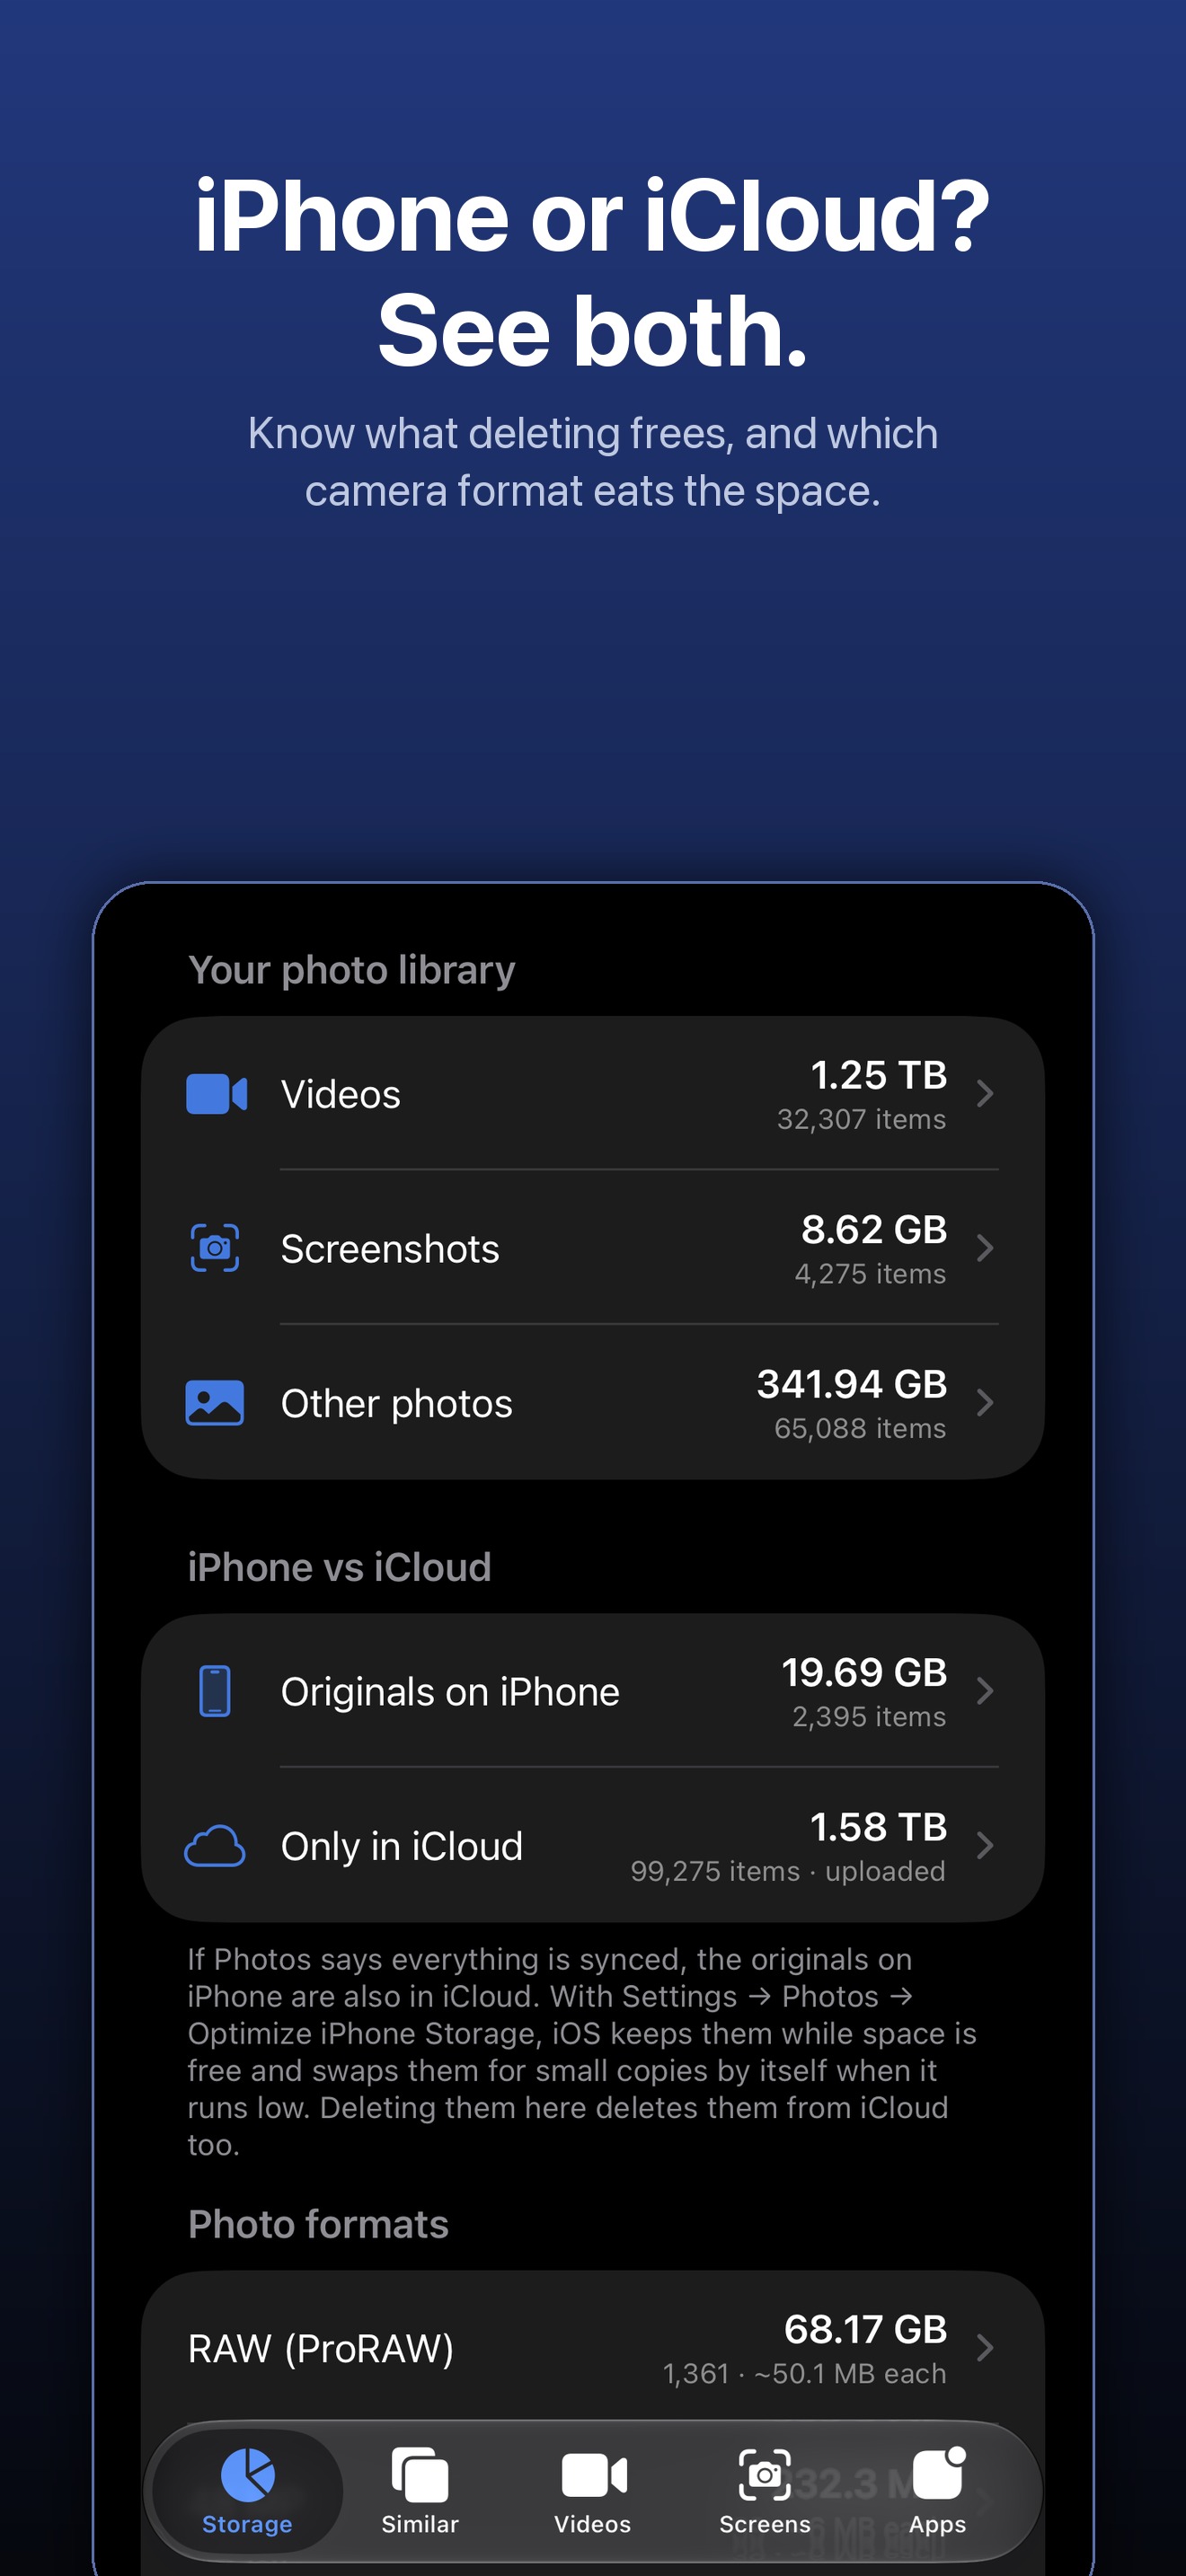 iPhone or iCloud?
See both.
Know what deleting frees, and which
camera format eats the space.
Your photo library
Videos
1.25 TB
32,307 items
Screenshots
8.62 GB
4,275 items
Other photos
341.94 GB
65,088 items
iPhone vs iCloud
Originals on iPhone
19.69 GB
2,395 items
Only in iCloud
1.58 TB
99,275 items · uploaded
If Photos says everything is synced, the originals on
iPhone are also in iCloud. With Settings → Photos →
Optimize iPhone Storage, iOS keeps them while space is
free and swaps them for small copies by itself when it
runs low. Deleting them here deletes them from iCloud
too.
Photo formats
RAW (ProRAW)
68.17 GB
1,361 · ~50.1 MB each
Storage
Similar
Videos
Screens
Apps